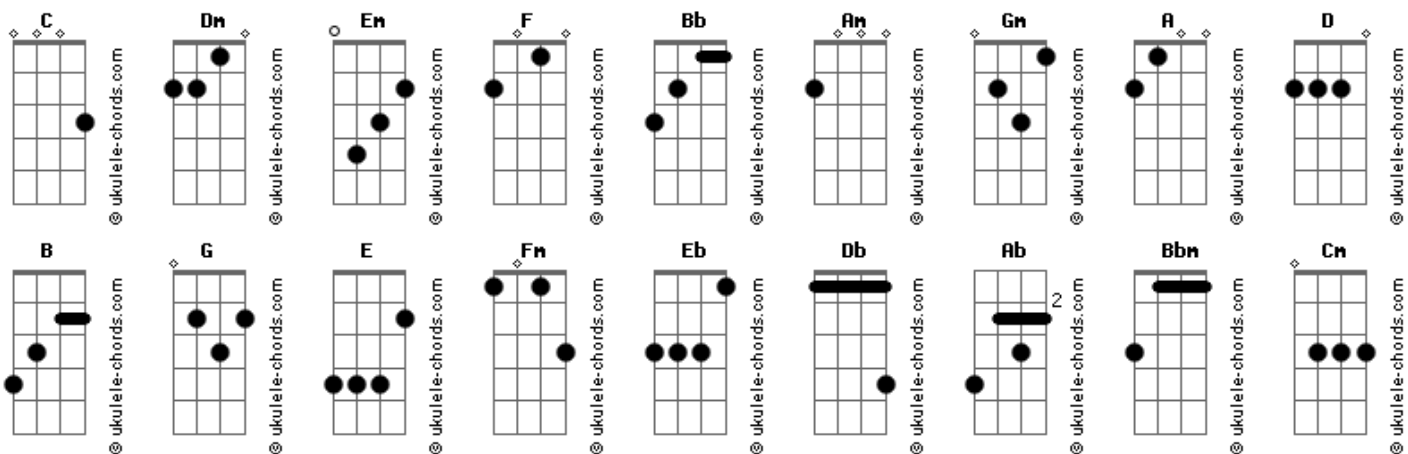 C Dm Em F Bb Am Gm A D
© ukulele-chords.com © ukulele-chords.com © ukulele-chords.com © ukulele-chords.com © ukulele-chords.com © ukulele-chords.com © ukulele-chords.com © ukulele-chords.com © ukulele-chords.com
B G E Fm Eb Db Ab Bbm Cm
2
© ukulele-chords.com © ukulele-chords.com © ukulele-chords.com © ukulele-chords.com © ukulele-chords.com © ukulele-chords.com © ukulele-chords.com © ukulele-chords.com © ukulele-chords.com